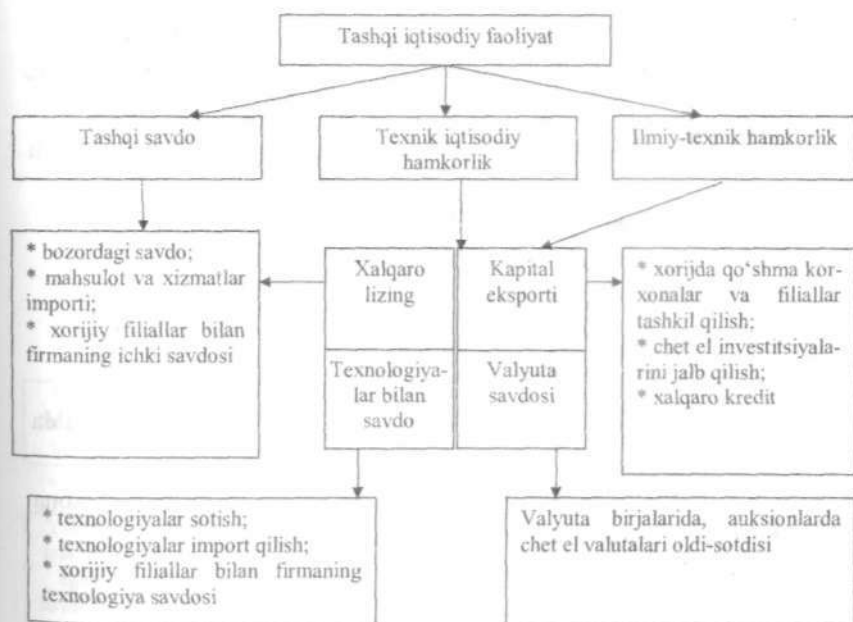 Tashqi iqtisodiy faoliyat
Tashqi savdo
Texnik iqtisodiy
hamkorlik
Ilmiy-texnik hamkorlik
* bozordagi savdo;
* mahsulot va xizmatlar
importi;
* xorijiy filiallar bilan
firmaning ichki savdosi
Xalqaro
lizing
Kapital
eksporti
Texnologiya-
lar bilan
savdo
Valyuta
savdosi
* xorijda qo‘shma kor-
xonalar va filiallar
tashkil qilish;
* chet el investitsiyala-
rini jalb qilish;
* xalqaro kredit
* texnologiyalar sotish;
* texnologiyalar import qilish;
* xorijiy filiallar bilan firmaning
texnologiya savdosi
Valyuta birjalarida, auksionlarda
chet el valutalari oldi-sotdisi